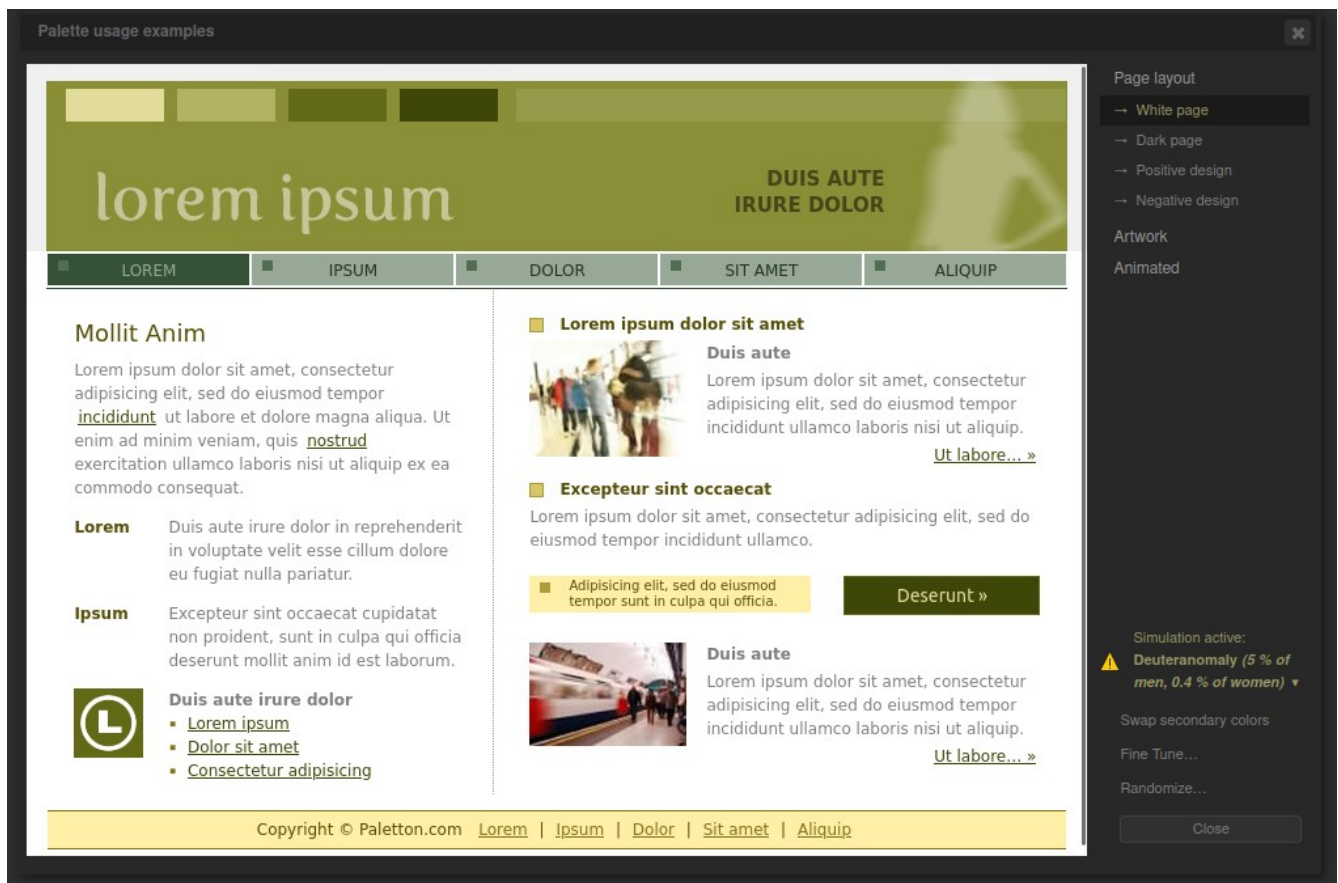 Palette usage examples
lorem ipsum
DUIS AUTE
IRURE DOLOR
LOREM
IPSUM
DOLOR
SIT AMET
ALIQUIP
Mollit Anim
Lorem ipsum dolor sit amet, consectetur
adipisicing elit, sed do eiusmod tempor
incididunt ut labore et dolore magna aliqua. Ut
enim ad minim veniam, quis nostrud
exercitation ullamco laboris nisi ut aliquip ex ea
commodo consequat.
Lorem
Duis aute irure dolor in reprehenderit
in voluptate velit esse cillum dolore
eu fugiat nulla pariatur.
Ipsum
Excepteur sint occaecat cupidatat
non proident, sunt in culpa qui officia
deserunt mollit anim id est laborum.
L
Duis aute irure dolor
Lorem ipsum
Dolor sit amet
Consectetur adipisicing
Lorem ipsum dolor sit amet
Duis aute
Lorem ipsum dolor sit amet, consectetur
adipisicing elit, sed do eiusmod tempor
incididunt ullamco laboris nisi ut aliquip.
Ut labore... »
Excepteur sint occaecat
Lorem ipsum dolor sit amet, consectetur adipisicing elit, sed do
eiusmod tempor incididunt ullamco.
Adipisicing elit, sed do eiusmod
tempor sunt in culpa qui officia.
Deserunt »
Duis aute
Lorem ipsum dolor sit amet, consectetur
adipisicing elit, sed do eiusmod tempor
incididunt ullamco laboris nisi ut aliquip.
Ut labore... »
Copyright © Paletton.com Lorem | Ipsum | Dolor | Sit amet | Aliquip
Page layout
→ White page
→ Dark page
→ Positive design
→ Negative design
Artwork
Animated
Simulation active:
Deuteranomaly (5 % of
men, 0.4 % of women) ▼
Swap secondary colors
Fine Tune...
Randomize...
Close